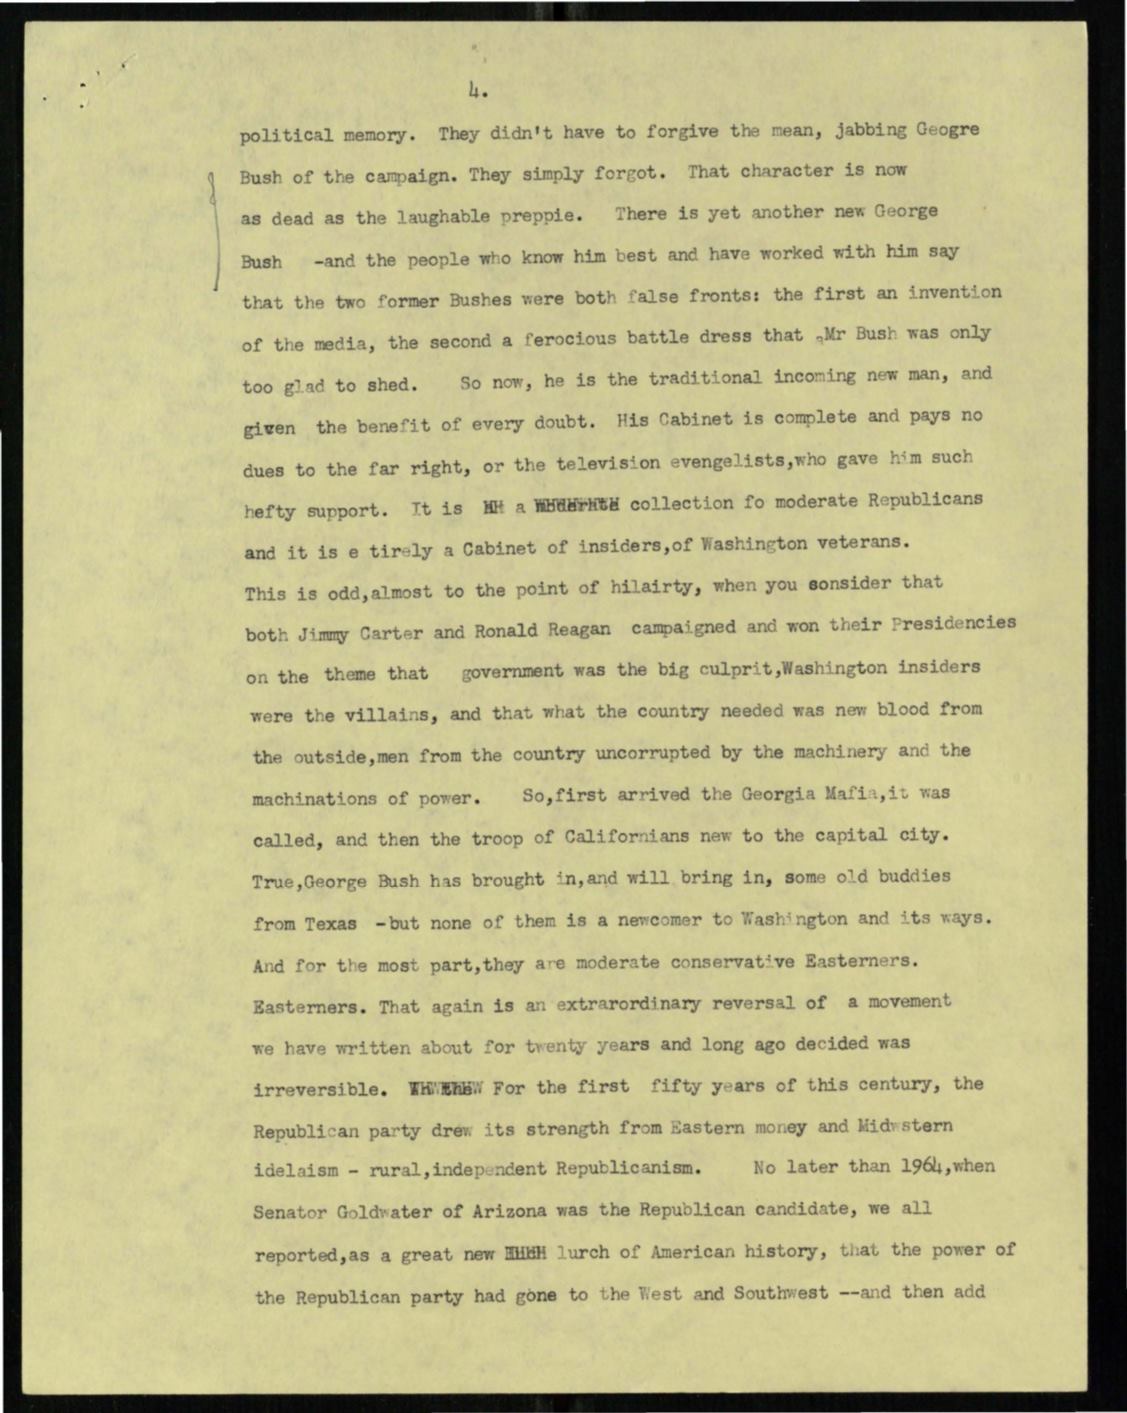 4.
political memory.  They didn't have to forgive the mean, jabbing Geogre
Bush of the campaign. They simply forgot.  That character is now
as dead as the laughable preppie.   There is yet another new George
Bush   -and the people who know him best and have worked with him say
that the two former Bushes were both false fronts: the first an invention
of the media, the second a ferocious battle dress that Mr Bush was only
too glad to shed.    So now, he is the traditional incoming new man, and
given  the benefit of every doubt.  His Cabinet is complete and pays no
dues to the far right, or the television evengelists,who gave him such
hefty support.  It is a collection fo moderate Republicans
and it is e tirely a Cabinet of insiders,of Washington veterans.
This is odd,almost to the point of hilairty, when you sonsider that
both Jimmy Carter and Ronald Reagan  campaigned and won their Presidencies
on the  theme that   government was the big culprit,Washington insiders
were the villains, and that what the country needed was new blood from
the outside,men from the country uncorrupted by the machinery and the
machinations of power.    So,first arrived the Georgia Mafia,it was
called, and then the troop of Californians new to the capital city.
True,George Bush has brought in,and will bring in, some old buddies
from Texas  -but none of them is a newcomer to Washington and its ways.
And for the most part,they are moderate conservative Easterners.
Easterners. That again is an extrarordinary reversal of  a movement
we have written about for twenty years and long ago decided was
irreversible. For the first  fifty years of this century, the
Republican party drew its strength from Eastern money and Midwstern
idelaism - rural,independent Republicanism.     No later than 1964,when
Senator Goldwater of Arizona was the Republican candidate, we all
reported,as a great new lurch of American history, that the power of
the Republican party had gone to the West and Southwest --and then add